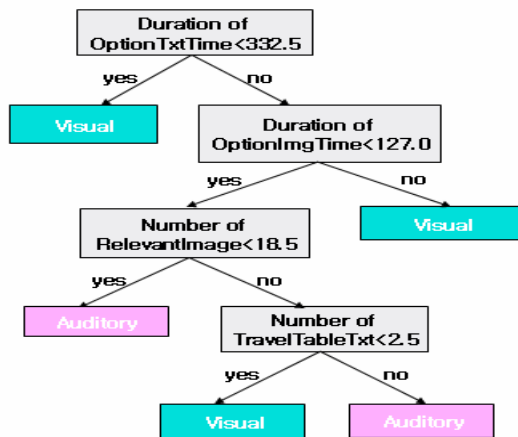 Duration of
OptionTxtTime<332.5
yes
no
Visual
Duration of
OptionImgTime<127.0
yes
no
Number of
RelevantImage<18.5
Visual
yes
no
Auditory
Number of
TravelTableTxt<2.5
yes
no
Visual
Auditory